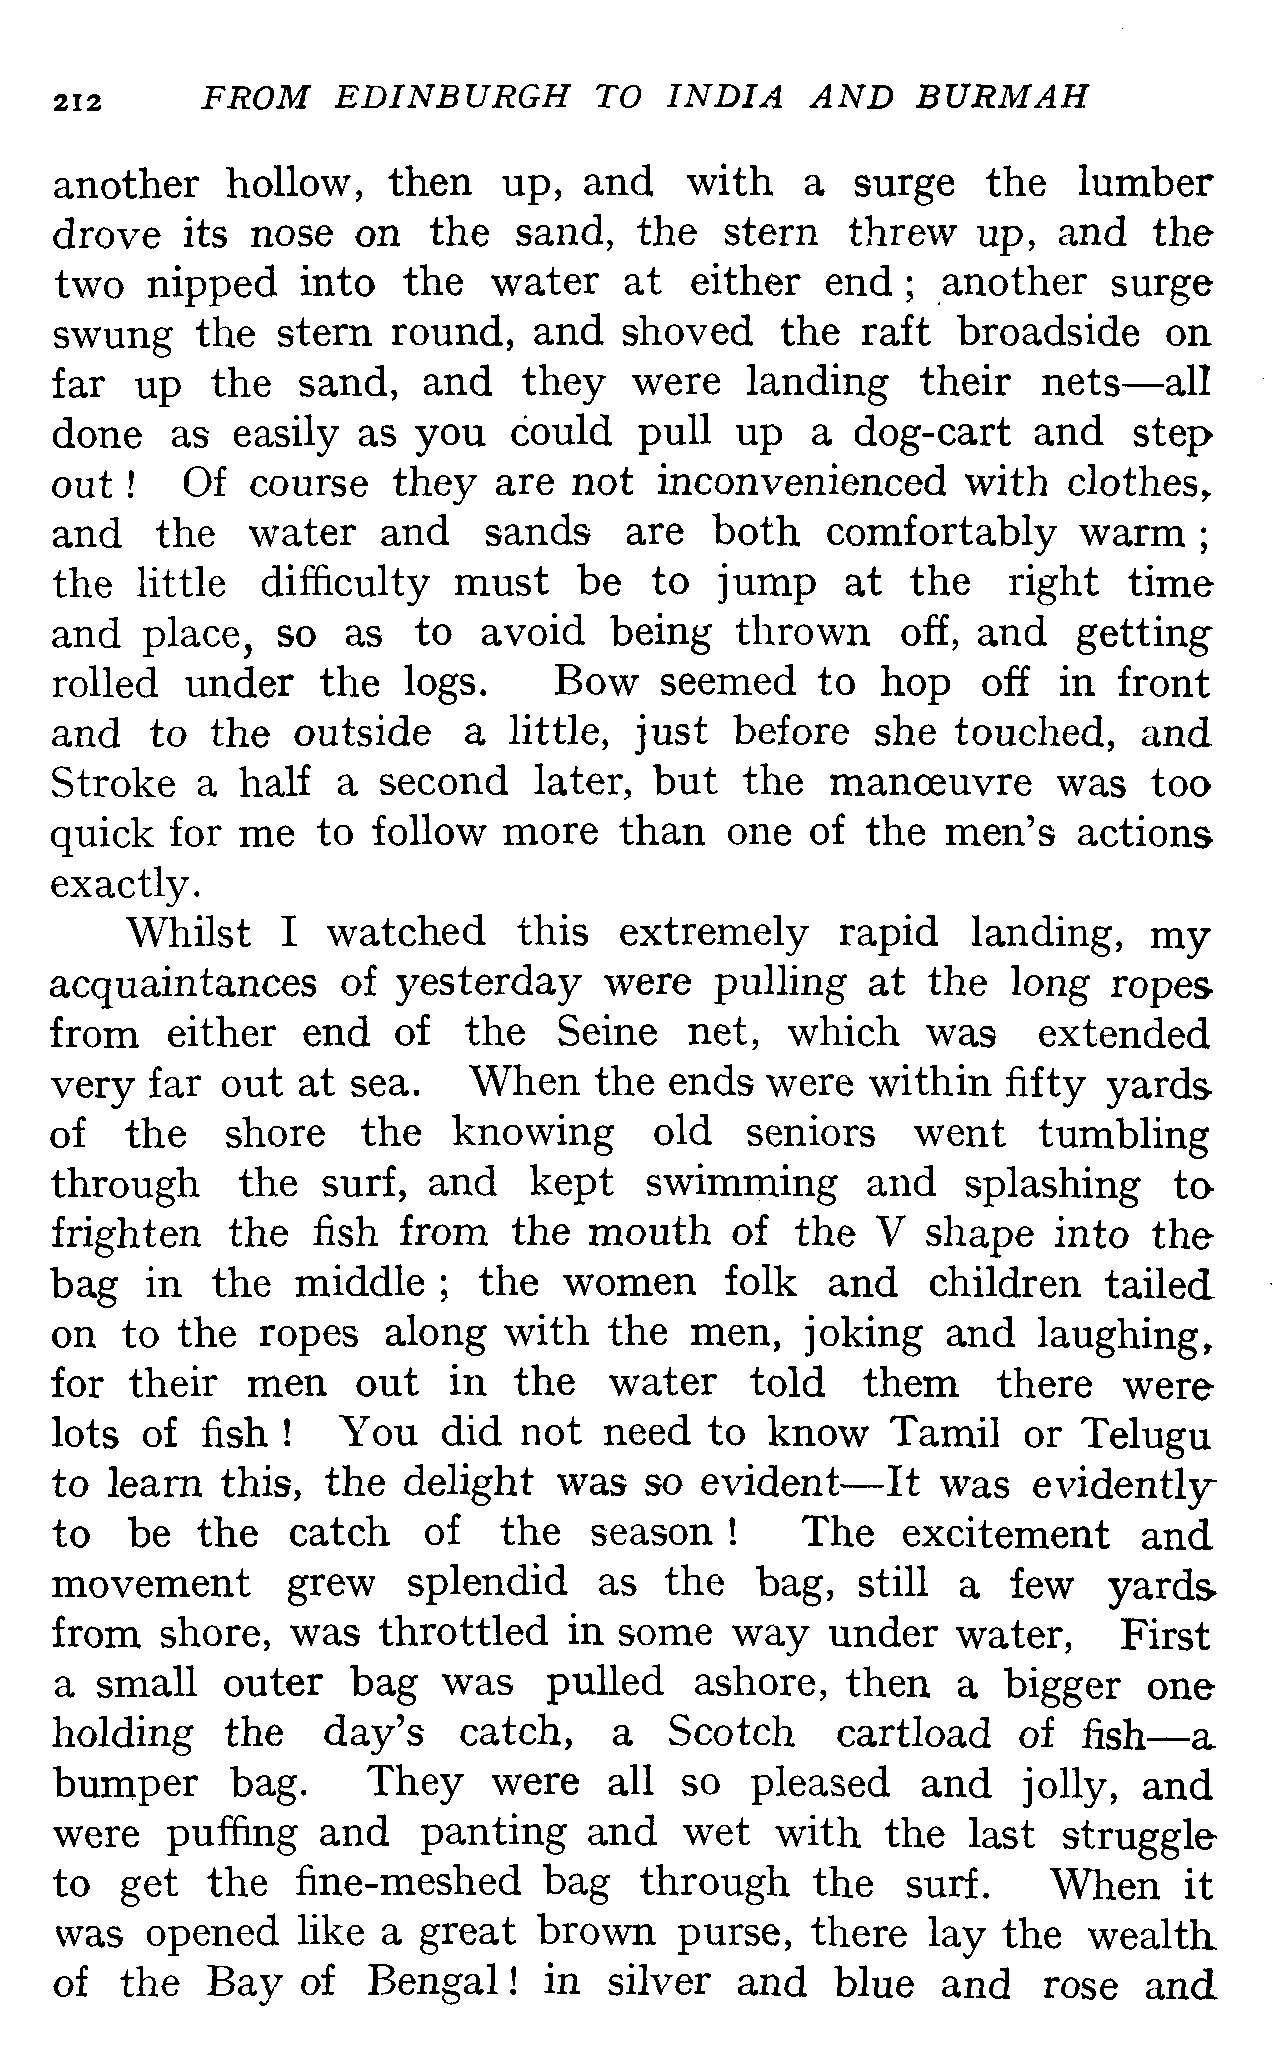 212 FROM EDINBURGH TO INDIA AND BURMAH
another hollow, then up, and with a surge the lumber
drove its nose on the sand, the stern threw up, and the
two nipped into the water at either end ; another surge
swung the stern round, and shoved the raft broadside on
far up the sand, and they were landing their nets—all
done as easily as you could pull up a dog-cart and step
out ! Of course they are not inconvenienced with clothes,
and the water and sands are both comfortably warm ;
the little difficulty must be to jump at the right time
and place, so as to avoid being thrown off, and getting
rolled under the logs. Bow seemed to hop off in front
and to the outside a little, just before she touched, and
Stroke a half a second later, but the manœuvre was too
quick for me to follow more than one of the men's actions
exactly.
Whilst I watched this extremely rapid landing, my
acquaintances of yesterday were pulling at the long ropes
from either end of the Seine net, which was extended
very far out at sea. When the ends were within fifty yards
of the shore the knowing old seniors went tumbling
through the surf, and kept swimming and splashing to
frighten the fish from the mouth of the V shape into the
bag in the middle ; the women folk and children tailed
on to the ropes along with the men, joking and laughing,
for their men out in the water told them there were
lots of fish ! You did not need to know Tamil or Telugu
to learn this, the delight was so evident—It was evidently
to be the catch of the season ! The excitement and
movement grew splendid as the bag, still a few yards
from shore, was throttled in some way under water, First
a small outer bag was pulled ashore, then a bigger one
holding the day's catch, a Scotch cartload of fish—a
bumper bag. They were all so pleased and jolly, and
were puffing and panting and wet with the last struggle
to get the fine-meshed bag through the surf. When it
was opened like a great brown purse, there lay the wealth
of the Bay of Bengal ! in silver and blue and rose and